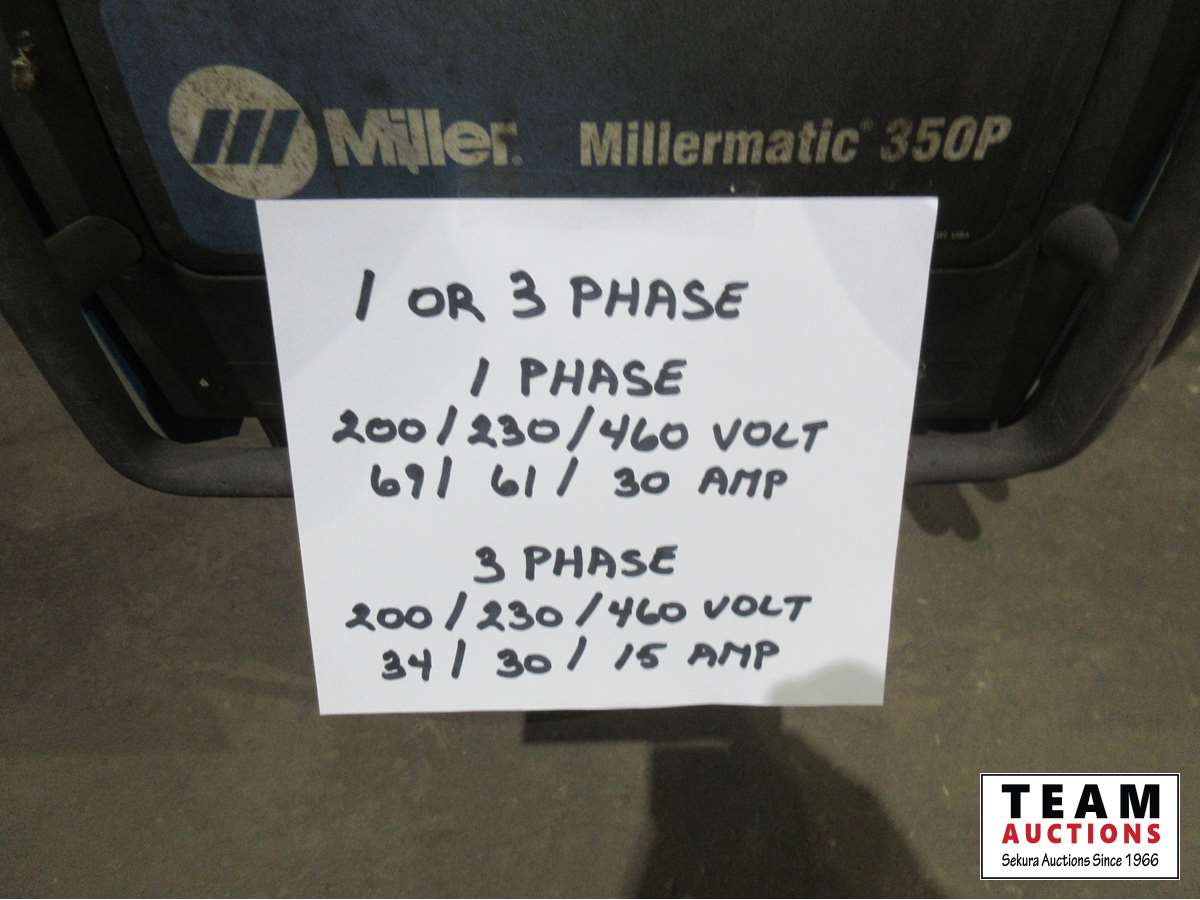 Miller® Millermatic® 350P
1 OR 3 PHASE
1 PHASE
200/230/460 VOLT
69/ 61/ 30 AMP
3 PHASE
200/230/460 VOLT
34/ 30/ 15 AMP
TEAM
AUCTIONS
Sekura Auctions Since 1966